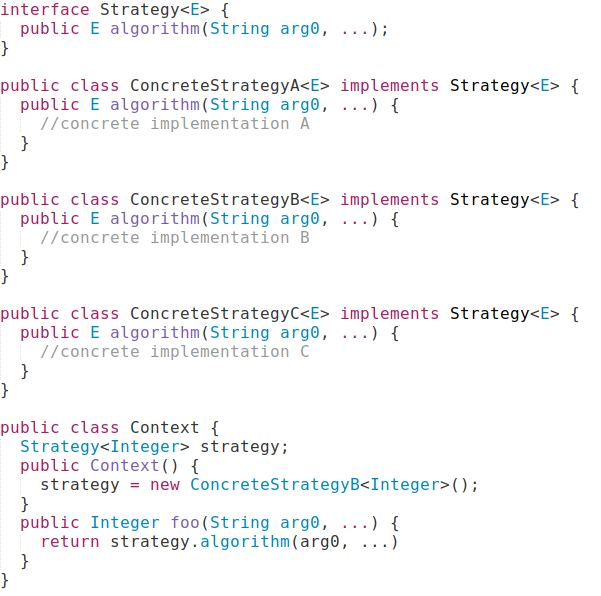 interface Strategy<E> {
  public E algorithm(String arg0, ...);
}

public class ConcreteStrategyA<E> implements Strategy<E> {
  public E algorithm(String arg0, ...) {
    //concrete implementation A
  }
}

public class ConcreteStrategyB<E> implements Strategy<E> {
  public E algorithm(String arg0, ...) {
    //concrete implementation B
  }
}

public class ConcreteStrategyC<E> implements Strategy<E> {
  public E algorithm(String arg0, ...) {
    //concrete implementation C
  }
}

public class Context {
  Strategy<Integer> strategy;
  public Context() {
    strategy = new ConcreteStrategyB<Integer>();
  }
  public Integer foo(String arg0, ...) {
    return strategy.algorithm(arg0, ...)
  }
}